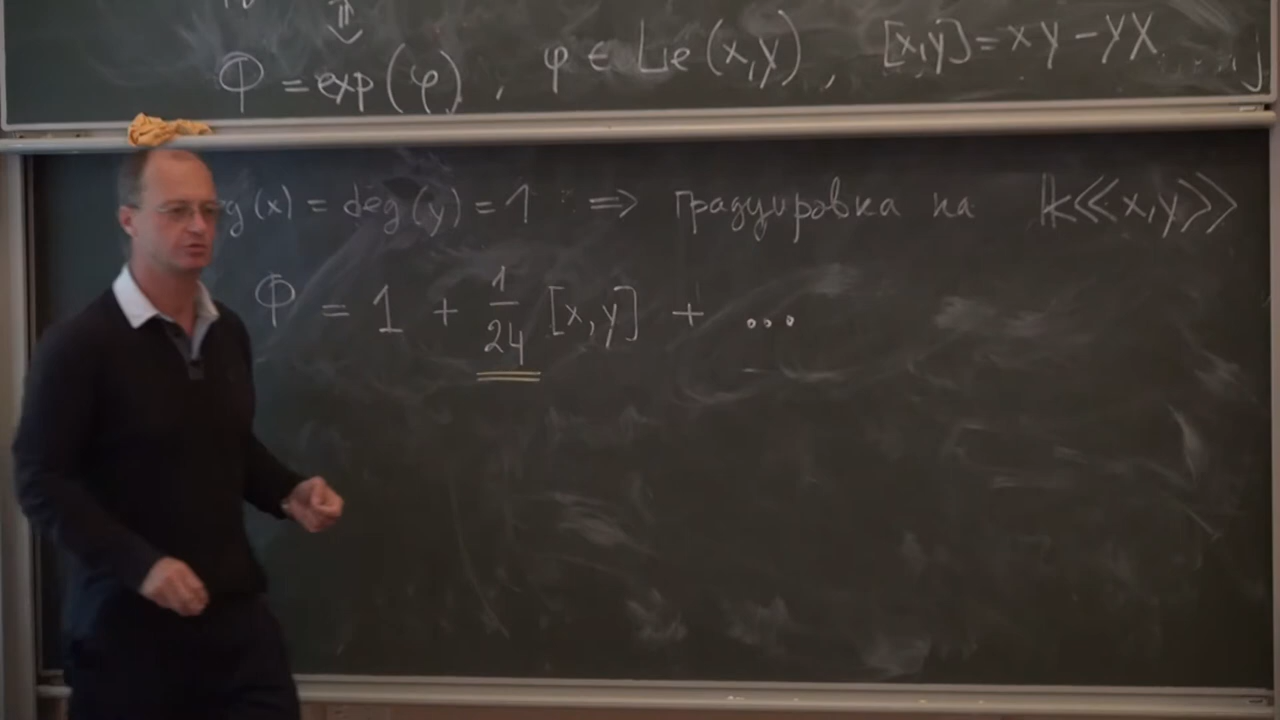 Φ = exp(φ), φ ∈ Lie(x,y), [x,y]=xy-yx
g(x) = deg(y) = 1 ⇒ градуировка на k<<x,y>>
Φ = 1 + 1/24 [x,y] + ...